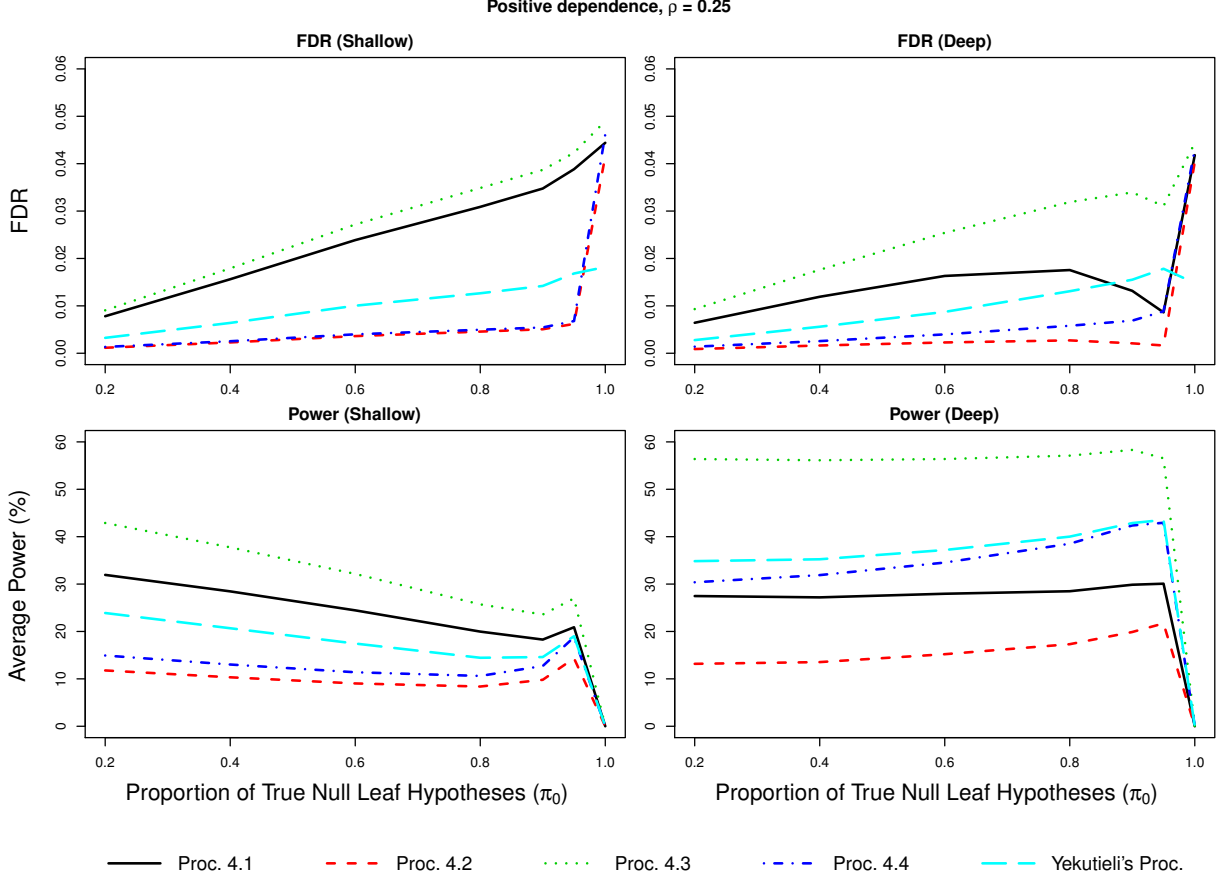 Positive dependence, ρ = 0.25
FDR (Shallow)
FDR (Deep)
FDR
0.06
0.05
0.04
0.03
0.02
0.01
0.00
0.06
0.05
0.04
0.03
0.02
0.01
0.00
0.2 0.4 0.6 0.8 1.0
0.2 0.4 0.6 0.8 1.0
Power (Shallow)
Power (Deep)
Average Power (%)
60
50
40
30
20
10
0
60
50
40
30
20
10
0
0.2 0.4 0.6 0.8 1.0
0.2 0.4 0.6 0.8 1.0
Proportion of True Null Leaf Hypotheses (π₀)
Proportion of True Null Leaf Hypotheses (π₀)
Proc. 4.1 Proc. 4.2 Proc. 4.3 Proc. 4.4 Yekutieli's Proc.